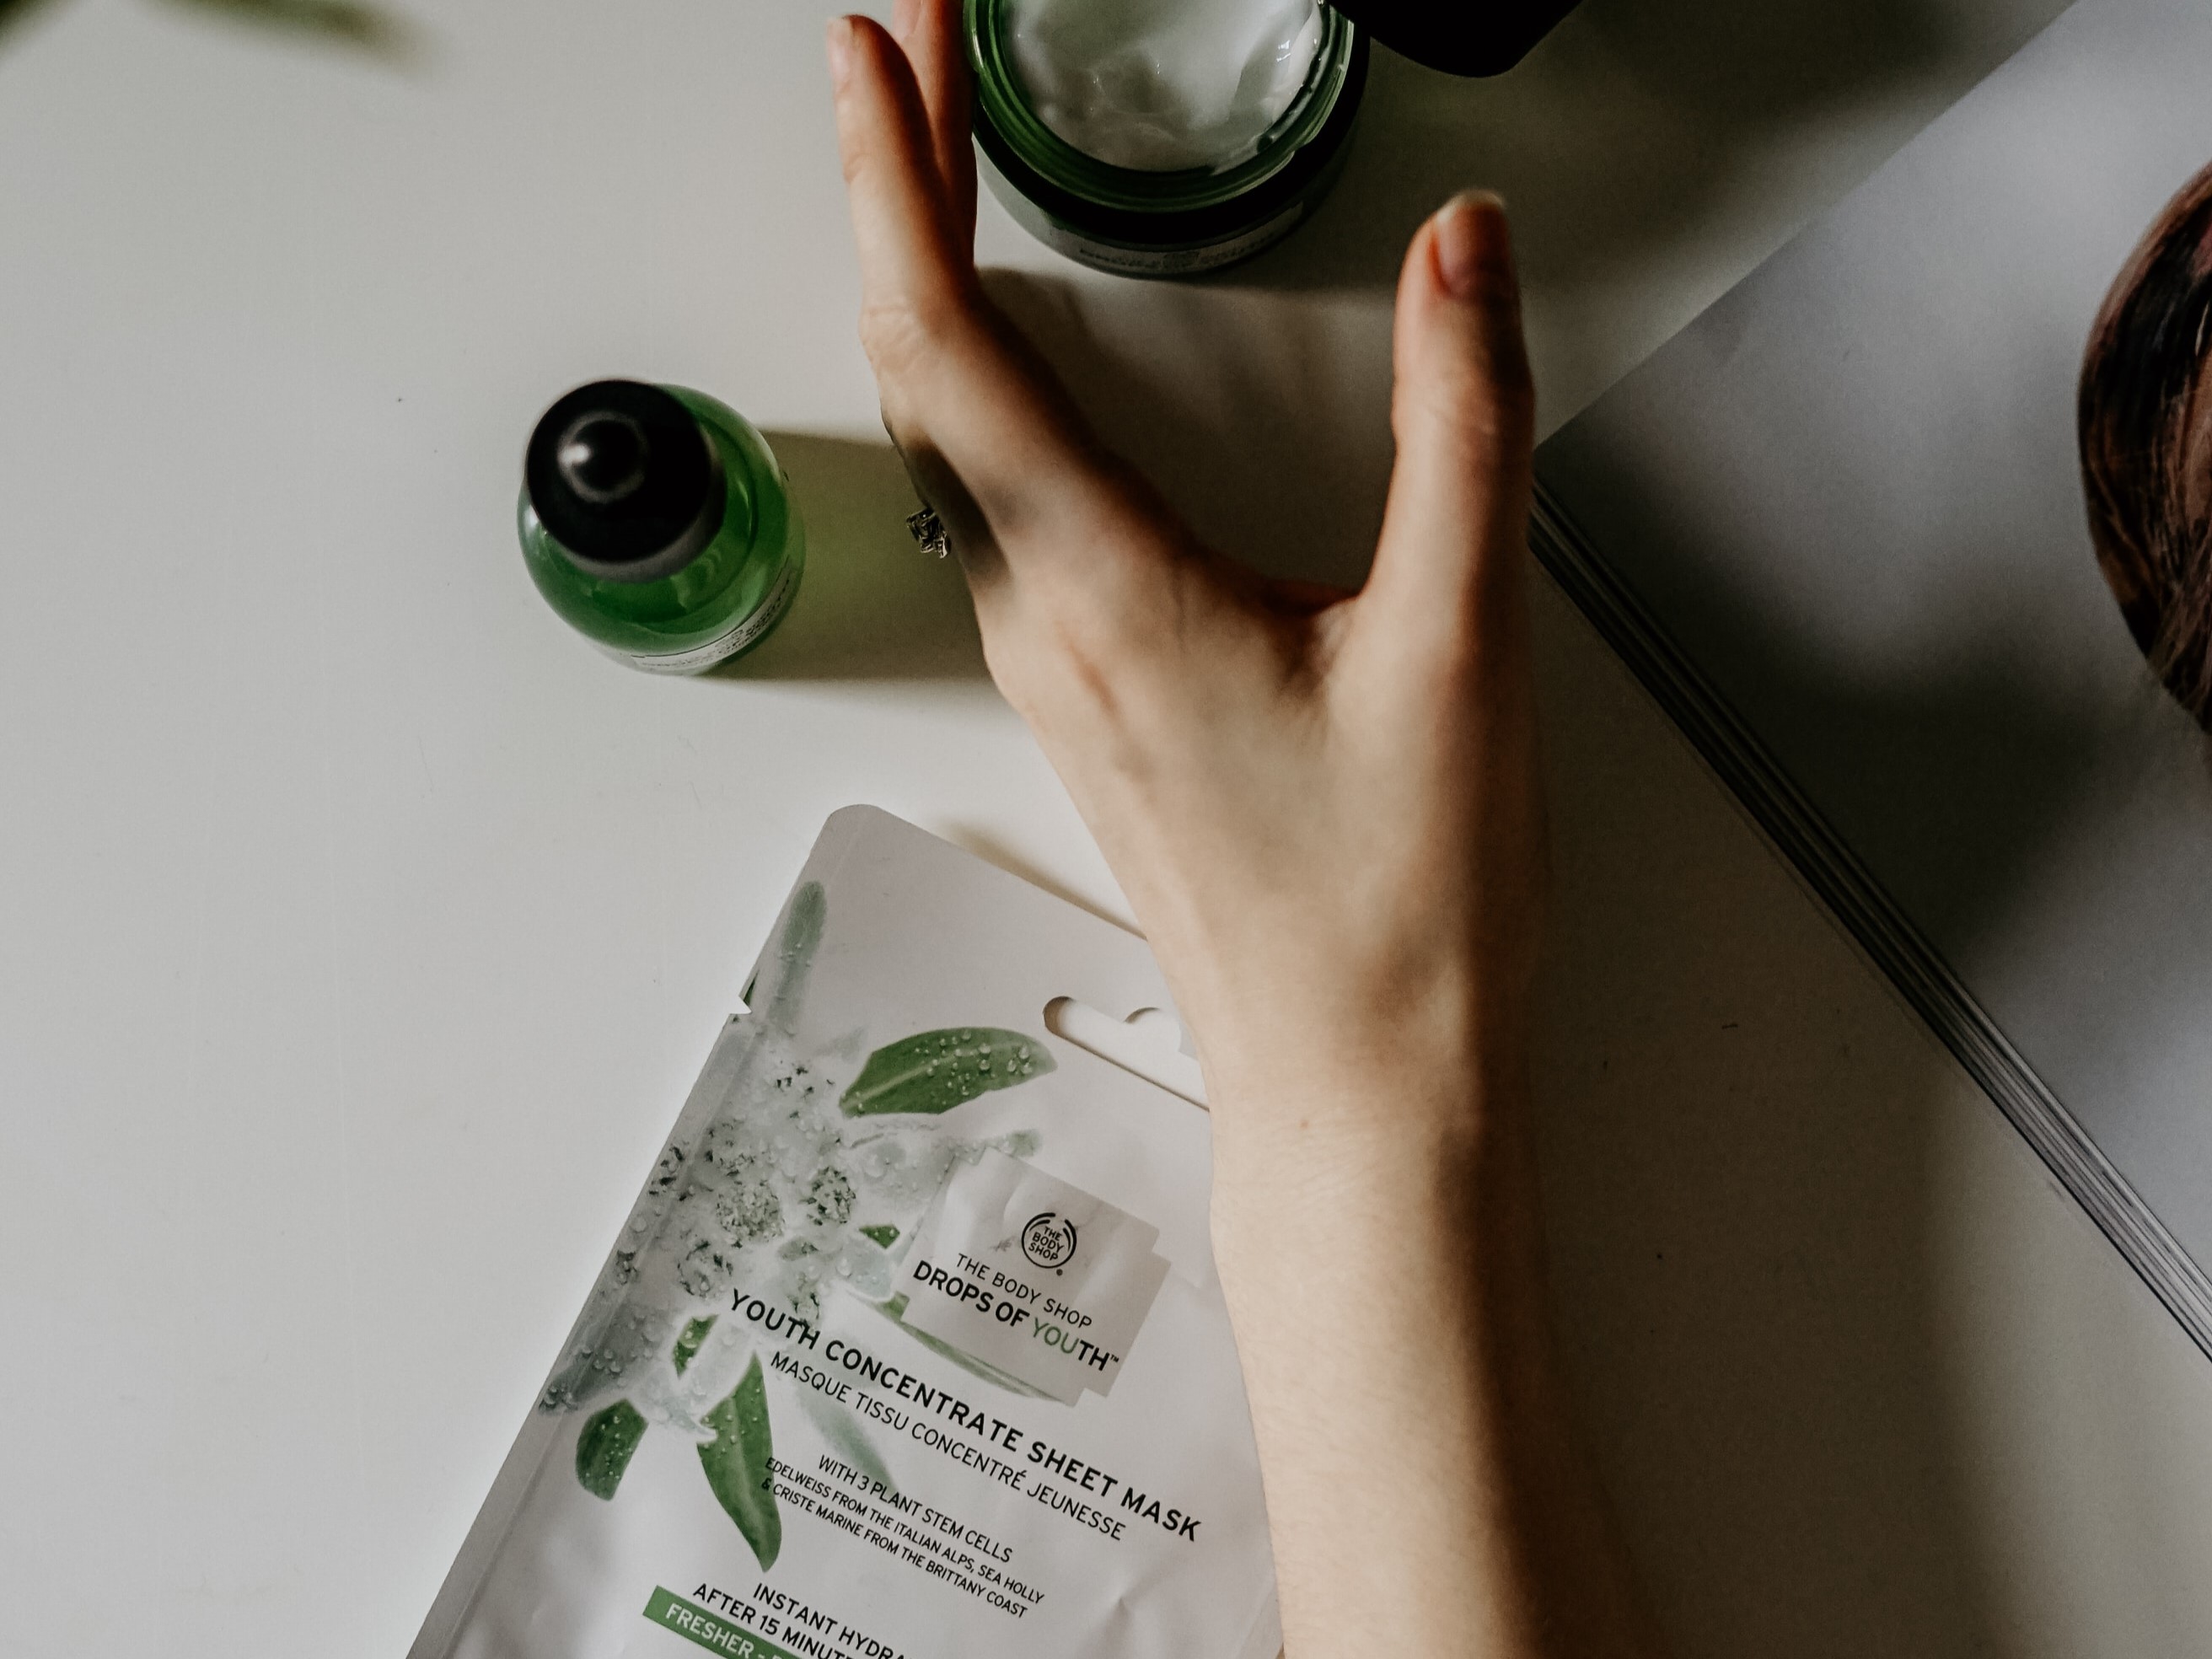 THE
BODY
SHOP
THE BODY SHOP
DROPS OF YOUTH™
YOUTH CONCENTRATE SHEET MASK
MASQUE TISSU CONCENTRÉ JEUNESSE
WITH 3 PLANT STEM CELLS
EDELWEISS FROM THE ITALIAN ALPS, SEA HOLLY
& CRISTE MARINE FROM THE BRITTANY COAST
INSTANT
AFTER 15
FRESHER -